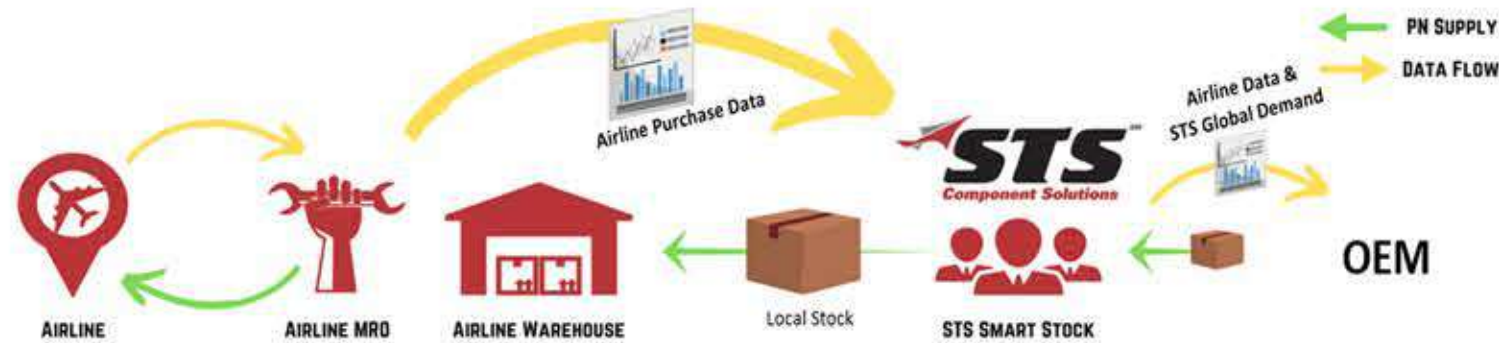 PN SUPPLY
DATA FLOW
Airline Purchase Data
Airline Data &
STS Global Demand
STS
Component Solutions
OEM
Local Stock
AIRLINE
AIRLINE MRO
AIRLINE WAREHOUSE
STS SMART STOCK